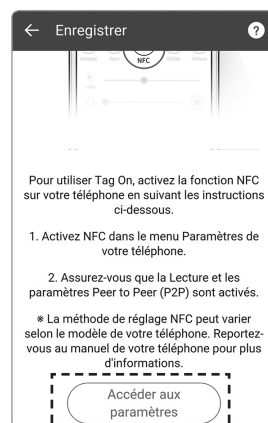 Enregistrer
?
NFC
Pour utiliser Tag On, activez la fonction NFC
sur votre téléphone en suivant les instructions
ci-dessous.
1. Activez NFC dans le menu Paramètres de
votre téléphone.
2. Assurez-vous que la Lecture et les
paramètres Peer to Peer (P2P) sont activés.
※ La méthode de réglage NFC peut varier
selon le modèle de votre téléphone. Reportez-
vous au manuel de votre téléphone pour plus
d'informations.
Accéder aux
paramètres